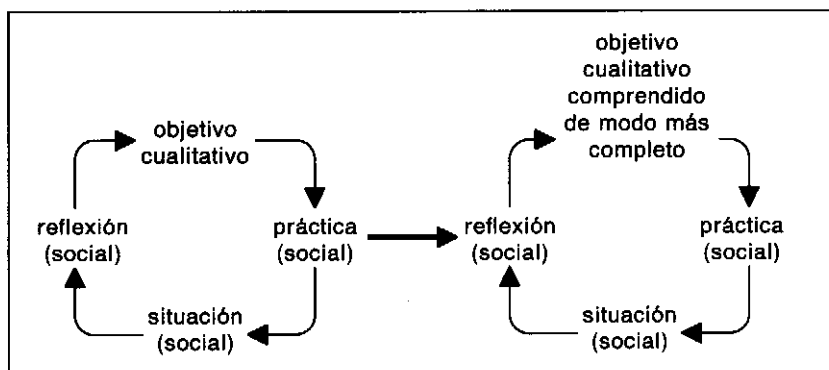 objetivo
cualitativo
práctica
(social)
situación
(social)
reflexión
(social)
objetivo
cualitativo
comprendido
de modo más
completo
práctica
(social)
situación
(social)
reflexión
(social)